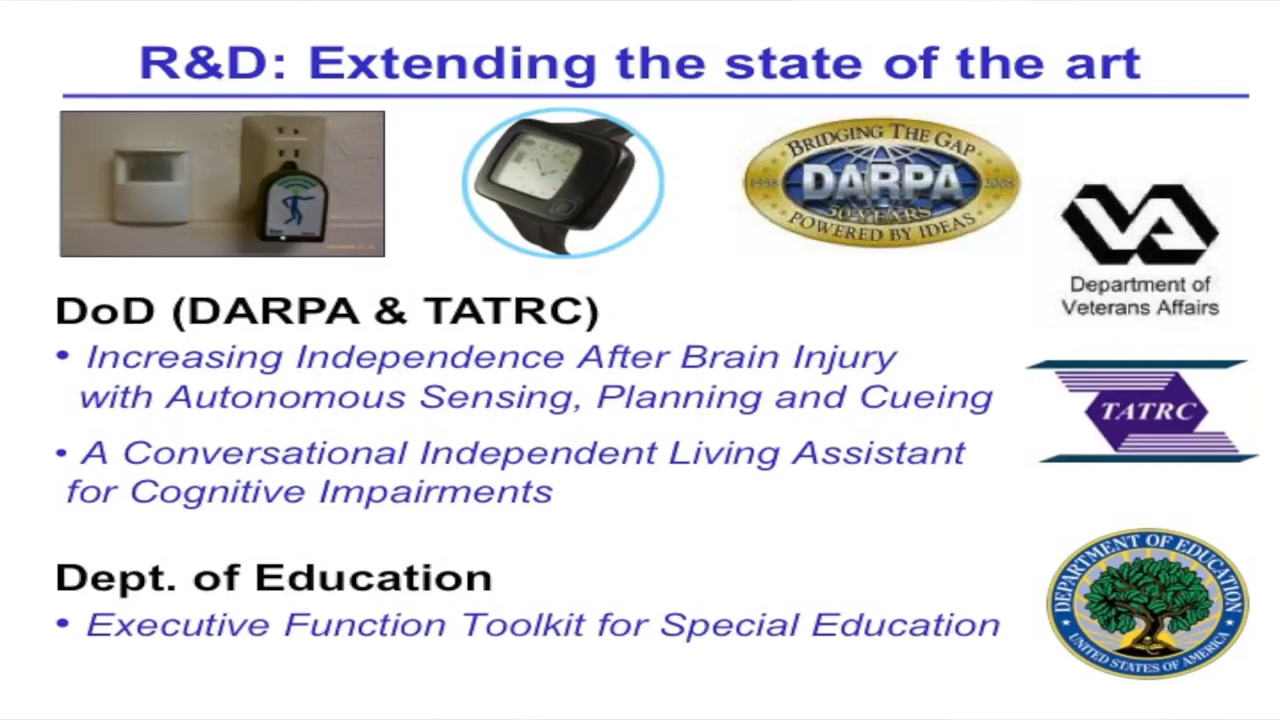 R&D: Extending the state of the art
BRIDGING THE GAP
1958 DARPA 2008
50 YEARS
POWERED BY IDEAS
VA
Department of
Veterans Affairs
DoD (DARPA & TATRC)
• Increasing Independence After Brain Injury
with Autonomous Sensing, Planning and Cueing
TATRC
• A Conversational Independent Living Assistant
for Cognitive Impairments
Dept. of Education
• Executive Function Toolkit for Special Education
DEPARTMENT OF EDUCATION
UNITED STATES OF AMERICA